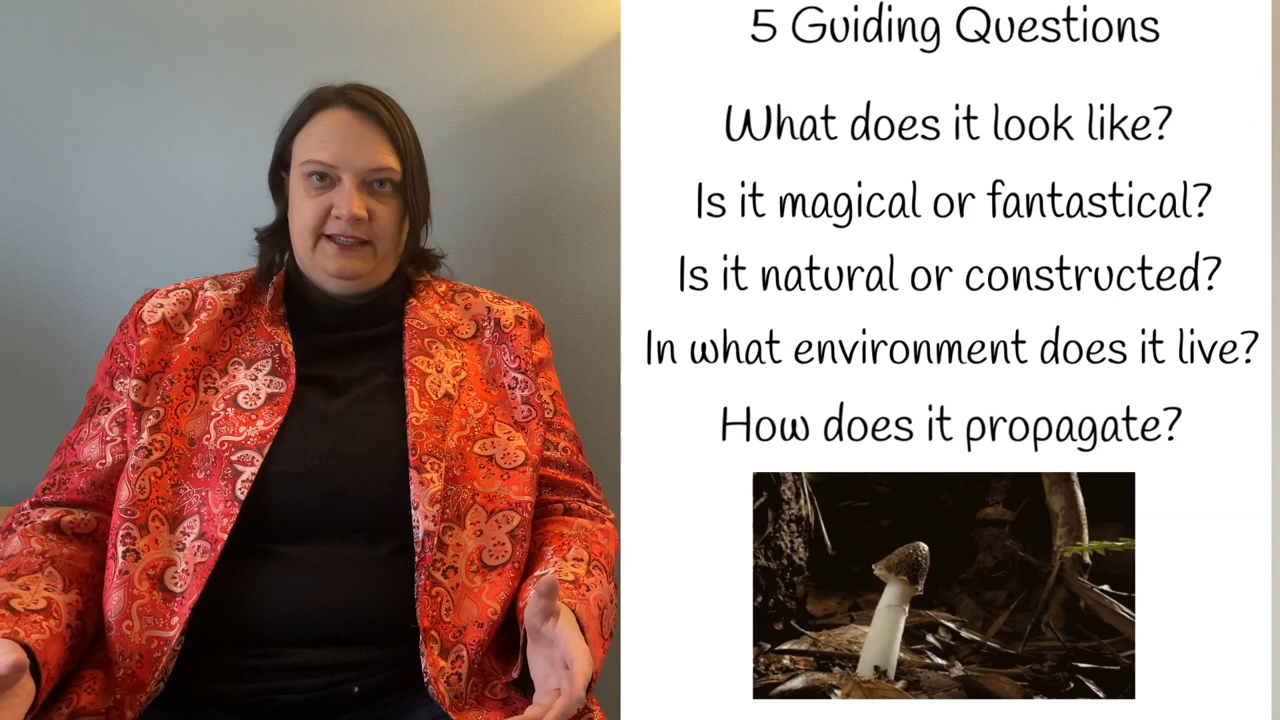 5 Guiding Questions
What does it look like?
Is it magical or fantastical?
Is it natural or constructed?
In what environment does it live?
How does it propagate?